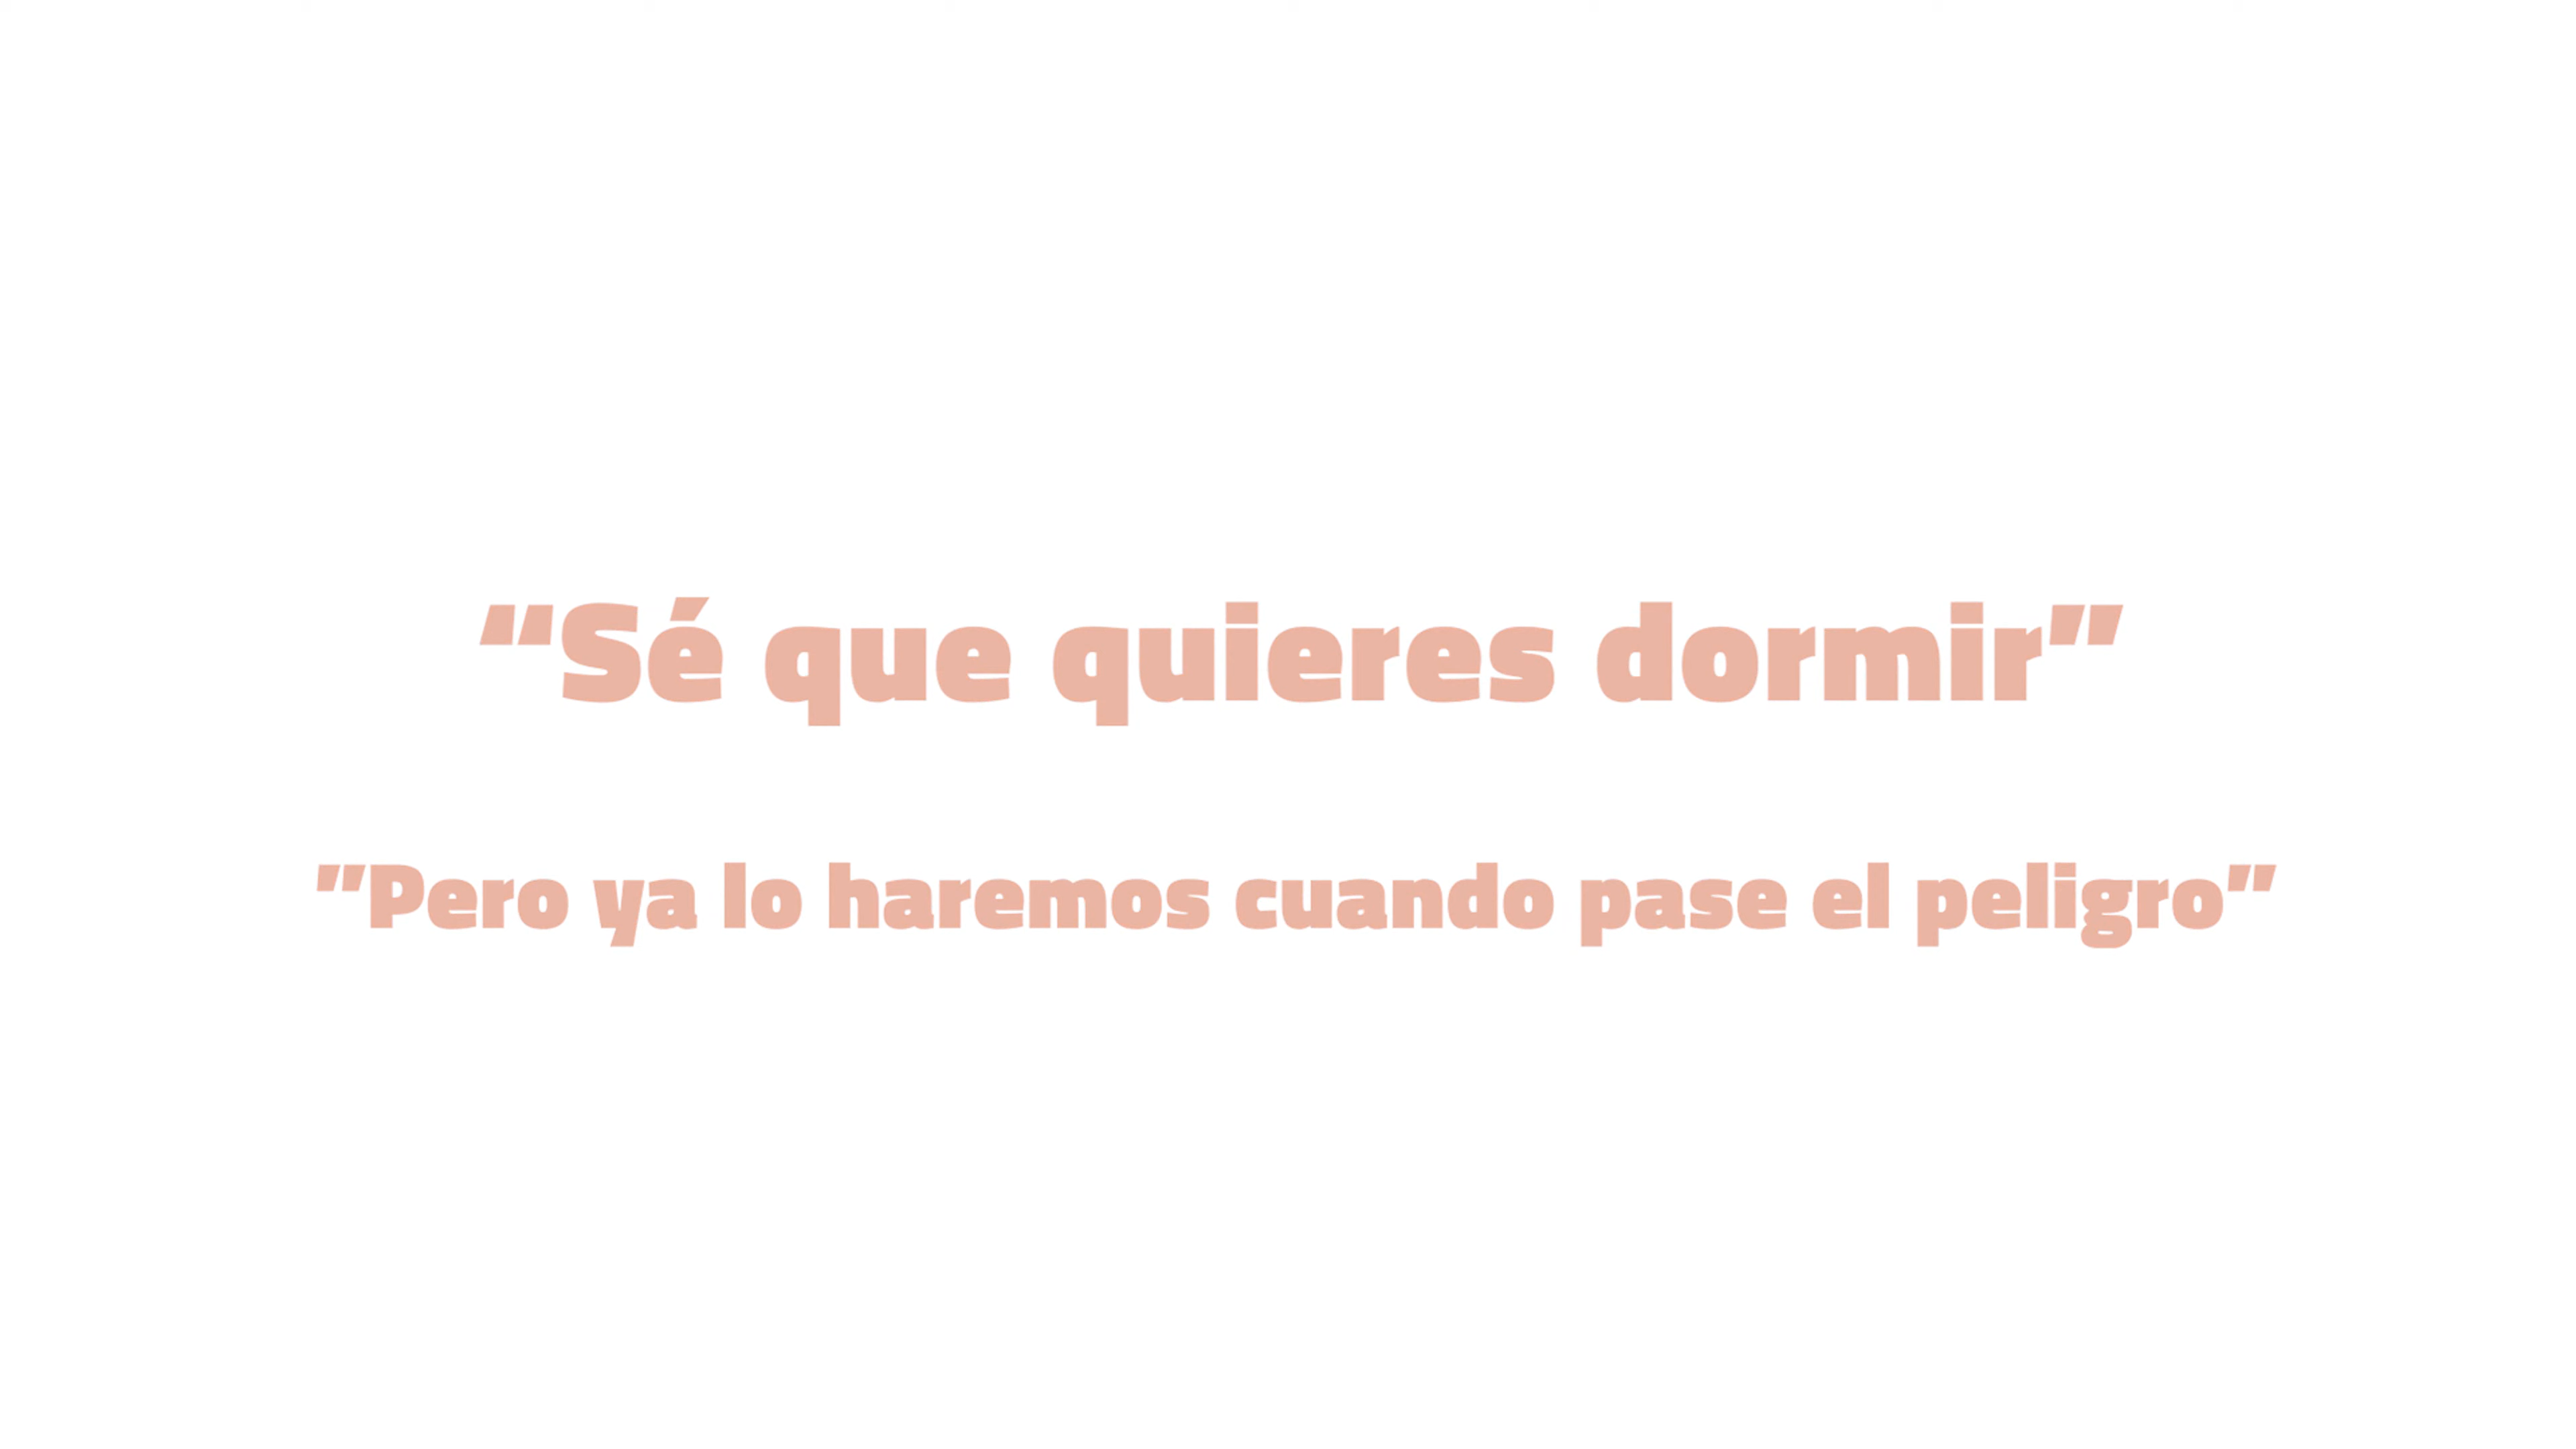 “Sé que quieres dormir”
”Pero ya lo haremos cuando pase el peligro”